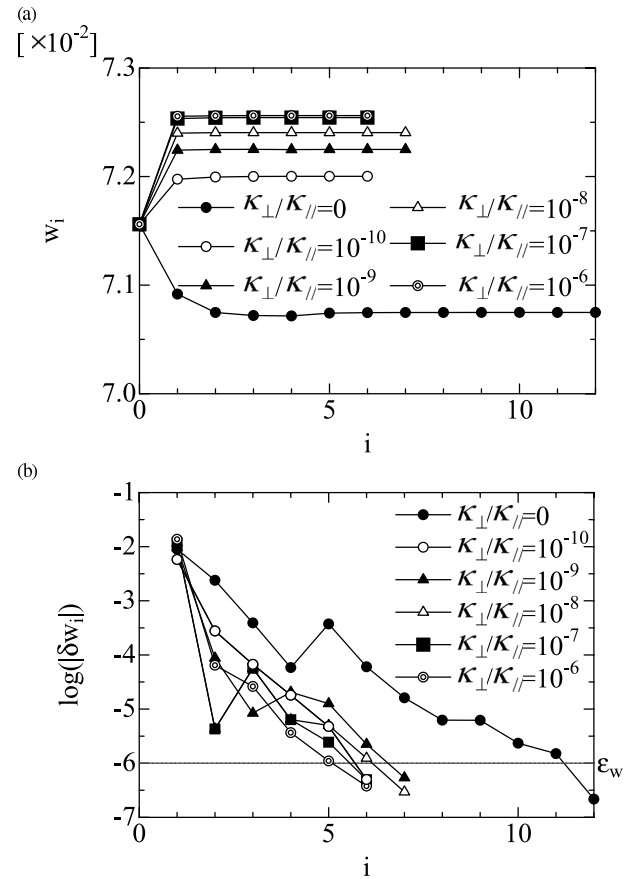 (a)
[ ×10⁻²]
7.3
7.2
7.1
7.0
wᵢ
κ⊥/κ//=0
κ⊥/κ//=10⁻¹⁰
κ⊥/κ//=10⁻⁹
κ⊥/κ//=10⁻⁸
κ⊥/κ//=10⁻⁷
κ⊥/κ//=10⁻⁶
0 5 10
i
(b)
-1
-2
-3
-4
-5
-6
-7
log(|δwᵢ|)
κ⊥/κ//=0
κ⊥/κ//=10⁻¹⁰
κ⊥/κ//=10⁻⁹
κ⊥/κ//=10⁻⁸
κ⊥/κ//=10⁻⁷
κ⊥/κ//=10⁻⁶
ε_w
0 5 10
i